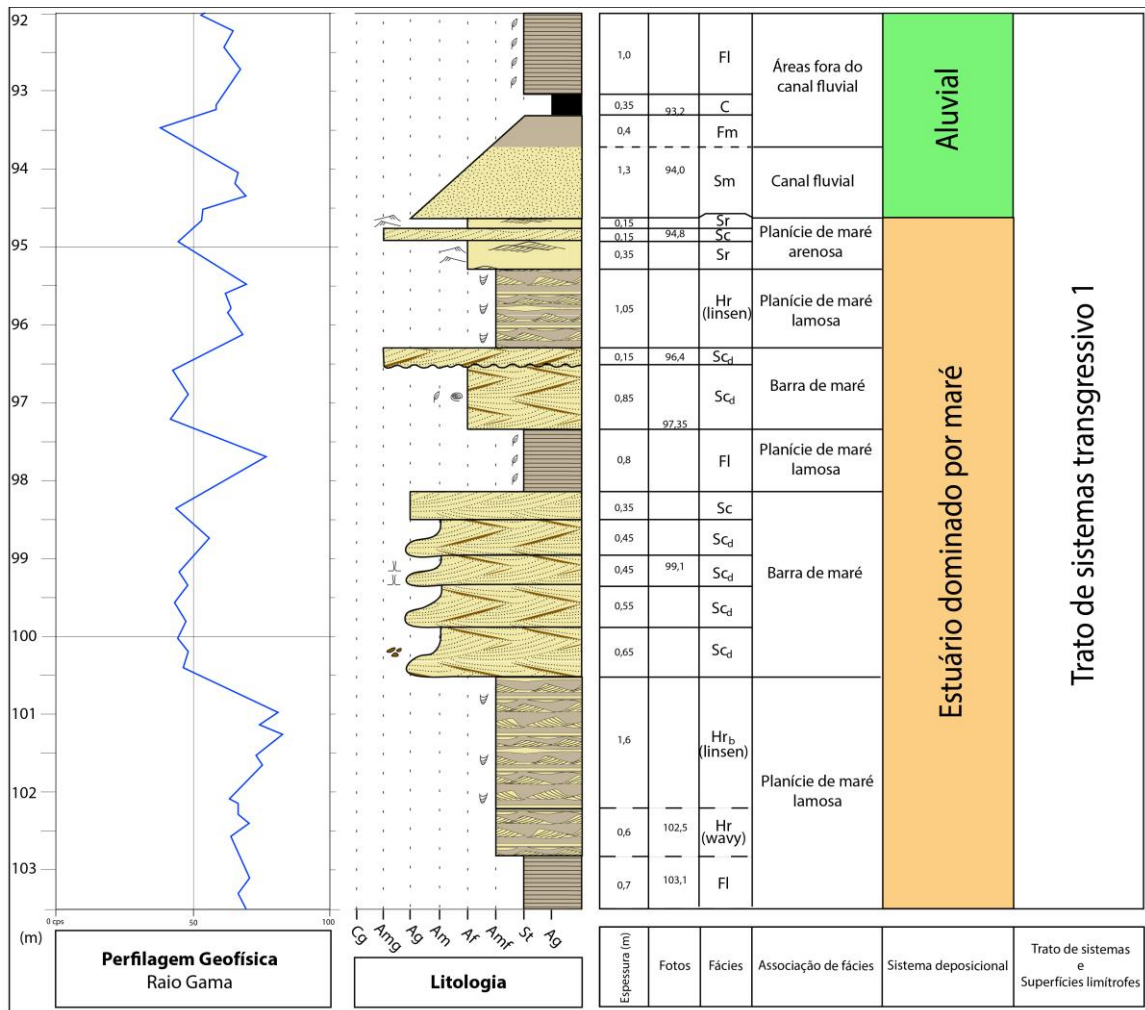 92
93
94
95
96
97
98
99
100
101
102
103
(m)
0 cps
50
100
Perfilagem Geofísica
Raio Gama
Cg
Amg
Ag
Am
Af
Amf
St
Ag
Litologia
1,0
Fl
0,35
93,2
C
0,4
Fm
Áreas fora do
canal fluvial
1,3
94,0
Sm
Canal fluvial
0,15
Sr
0,15
94,8
Sc
0,35
Sr
Planície de maré
arenosa
1,05
Hr
(linsen)
Planície de maré
lamosa
0,15
96,4
Scd
0,85
Scd
97,35
Barra de maré
0,8
Fl
Planície de maré
lamosa
0,35
Sc
0,45
Scd
0,45
99,1
Scd
0,55
Scd
0,65
Scd
Barra de maré
1,6
Hrb
(linsen)
0,6
102,5
Hr
(wavy)
0,7
103,1
Fl
Planície de maré
lamosa
Aluvial
Estuário dominado por maré
Trato de sistemas transgressivo 1
Espessura (m)
Fotos
Fácies
Associação de fácies
Sistema deposicional
Trato de sistemas
e
Superfícies limítrofes